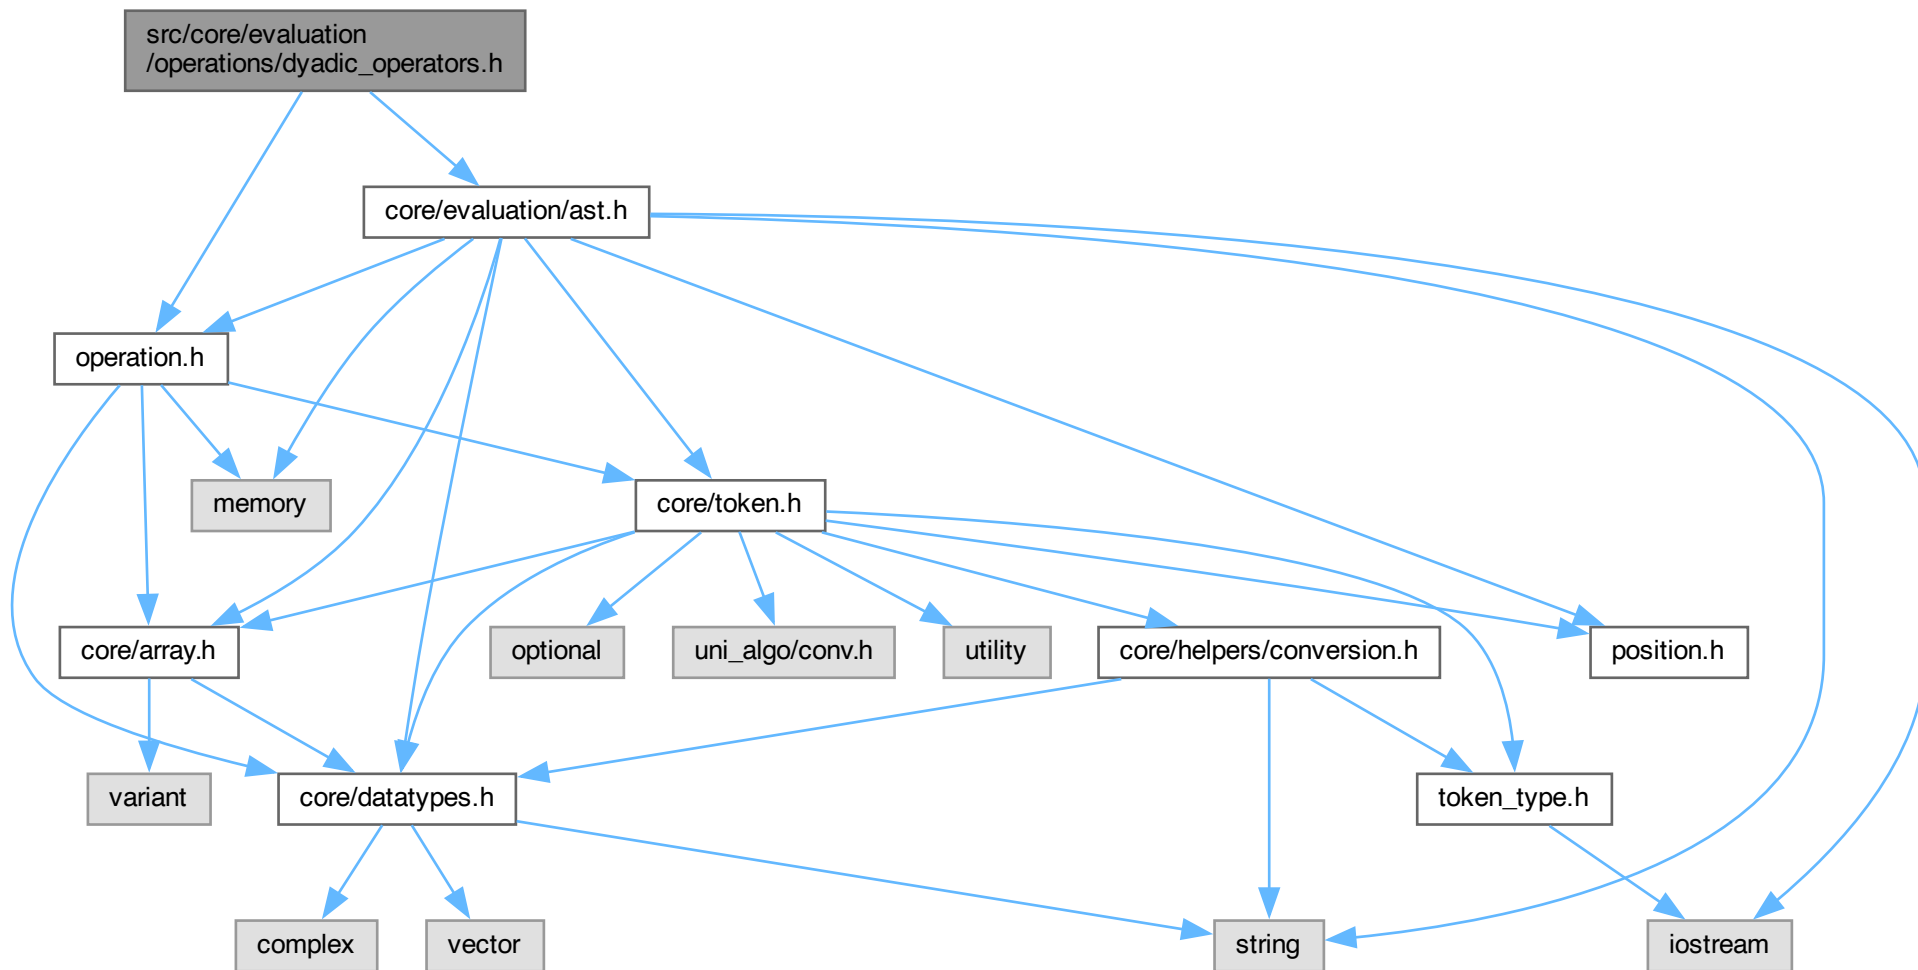 src/core/evaluation
/operations/dyadic_operators.h
core/evaluation/ast.h
operation.h
memory
core/token.h
core/array.h
optional
uni_algo/conv.h
utility
core/helpers/conversion.h
position.h
variant
core/datatypes.h
token_type.h
complex
vector
string
iostream